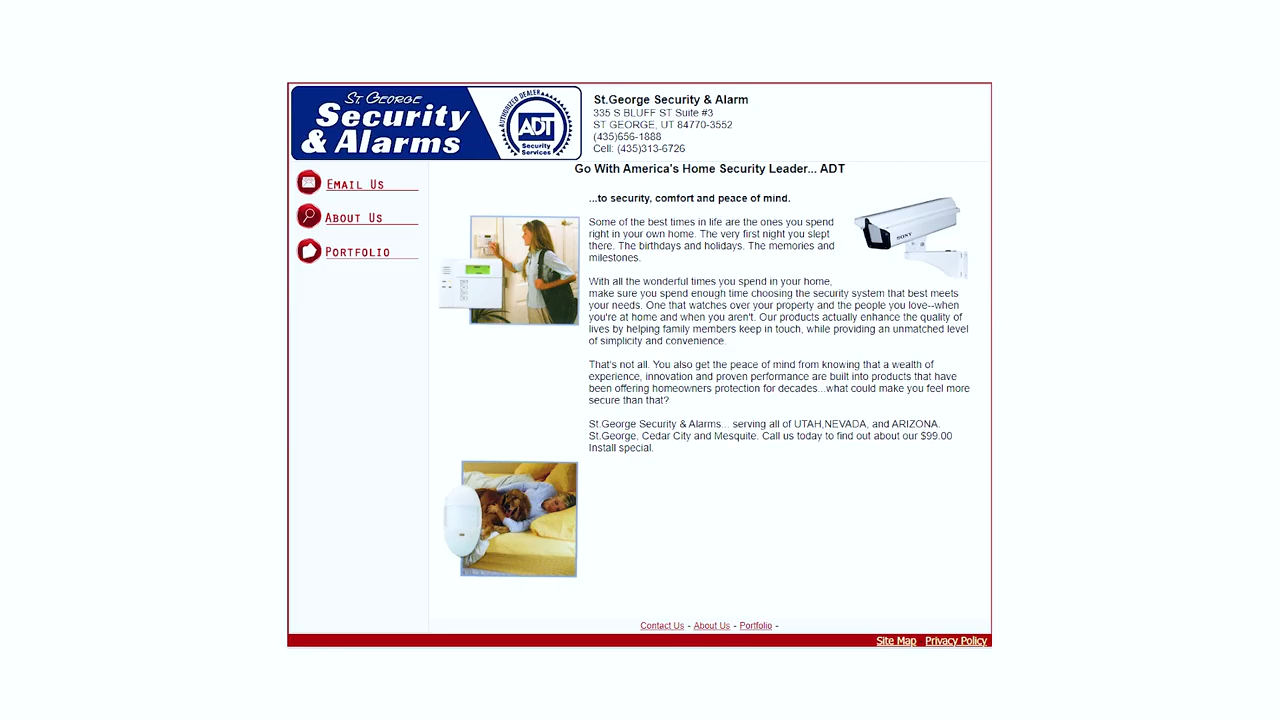 St George
Security
& Alarms
AUTHORIZED DEALER
ADT
Security
Services
St.George Security & Alarm
335 S BLUFF ST Suite #3
ST GEORGE, UT 84770-3552
(435)656-1888
Cell: (435)313-6726
Email Us
About Us
Portfolio
Go With America's Home Security Leader... ADT
...to security, comfort and peace of mind.
Some of the best times in life are the ones you spend
right in your own home. The very first night you slept
there. The birthdays and holidays. The memories and
milestones.
SONY
With all the wonderful times you spend in your home,
make sure you spend enough time choosing the security system that best meets
your needs. One that watches over your property and the people you love--when
you're at home and when you aren't. Our products actually enhance the quality of
lives by helping family members keep in touch, while providing an unmatched level
of simplicity and convenience.
That's not all. You also get the peace of mind from knowing that a wealth of
experience, innovation and proven performance are built into products that have
been offering homeowners protection for decades...what could make you feel more
secure than that?
St.George Security & Alarms... serving all of UTAH,NEVADA, and ARIZONA.
St.George, Cedar City and Mesquite. Call us today to find out about our $99.00
Install special.
Contact Us - About Us - Portfolio -
Site Map Privacy Policy